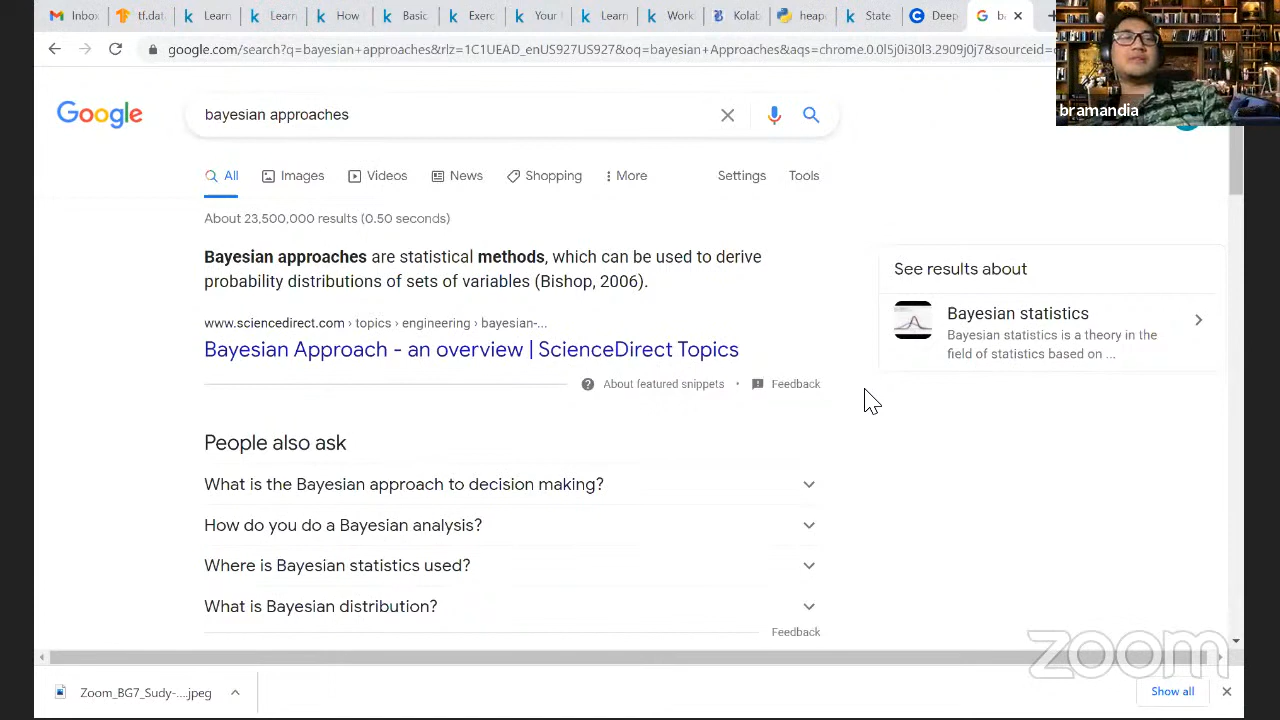 Inbox
tf.dat
Learn
Learn
How
Basic
Exerc
Your
Learn
Work
Kolab
heap
State
Dee
b
google.com/search?q=bayesian+approaches&riz=1C1UEAD_enUS927US927&oq=bayesian+Approaches&aqs=chrome.0.0l5j0i30l3.2909j0j7&sourceid=
bramandia
Google
bayesian approaches
All
Images
Videos
News
Shopping
More
Settings
Tools
About 23,500,000 results (0.50 seconds)
Bayesian approaches are statistical methods, which can be used to derive
probability distributions of sets of variables (Bishop, 2006).
www.sciencedirect.com › topics › engineering › bayesian-...
Bayesian Approach - an overview | ScienceDirect Topics
About featured snippets • Feedback
See results about
Bayesian statistics
Bayesian statistics is a theory in the
field of statistics based on ...
People also ask
What is the Bayesian approach to decision making?
How do you do a Bayesian analysis?
Where is Bayesian statistics used?
What is Bayesian distribution?
Feedback
zoom
Zoom_BG7_Sudy-....jpeg
Show all